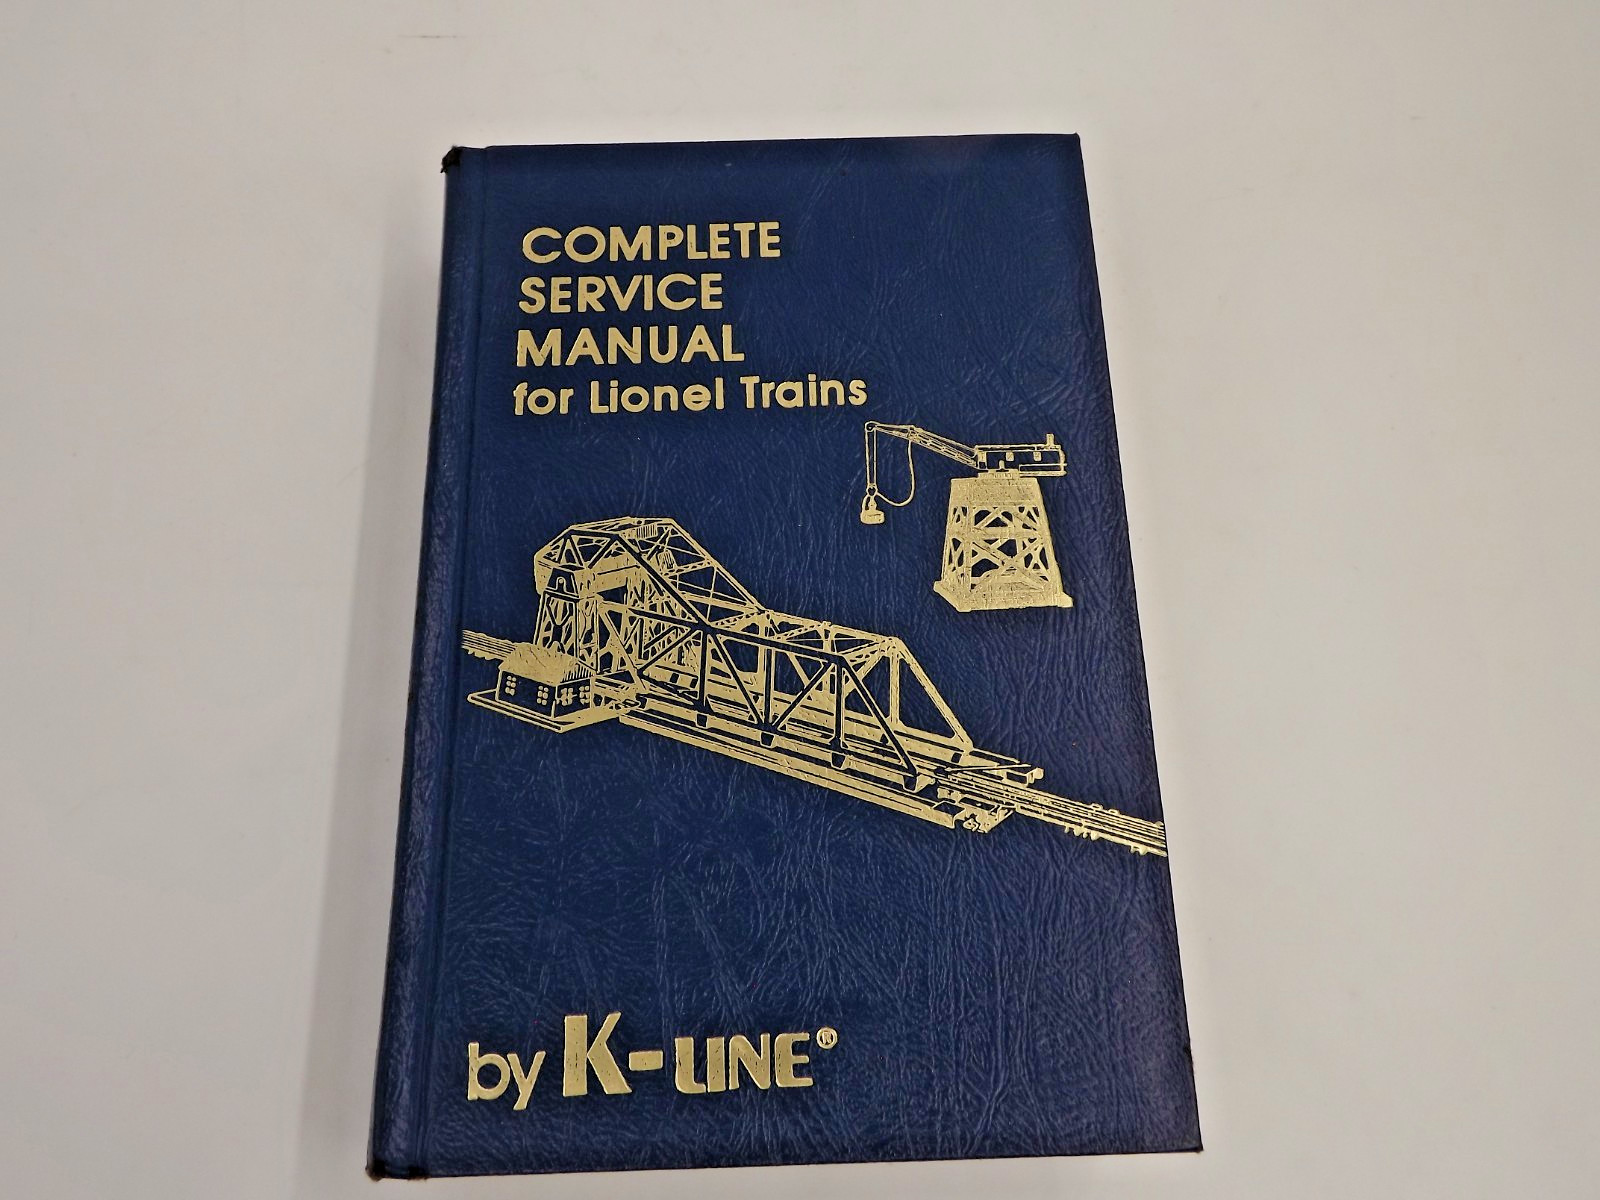 COMPLETE
SERVICE
MANUAL
for Lionel Trains
by K-LINE®